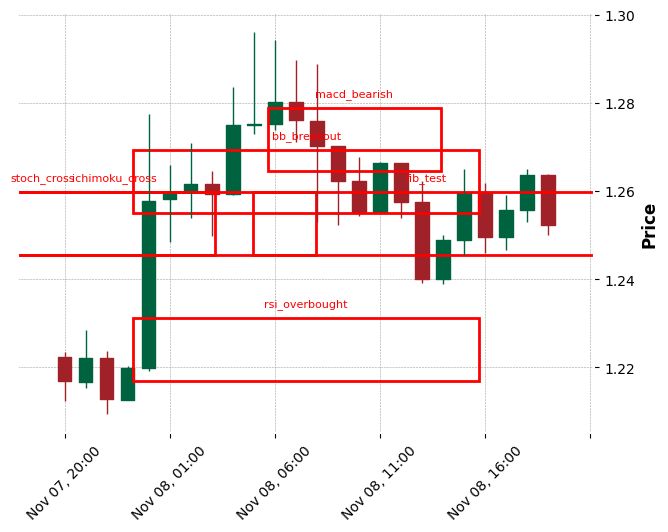 1.30
macd_bearish
1.28
bb_breakout
stoch_cross
ichimoku_cross
fib_test
1.26
Price
1.24
rsi_overbought
1.22
Nov 07, 20:00
Nov 08, 01:00
Nov 08, 06:00
Nov 08, 11:00
Nov 08, 16:00